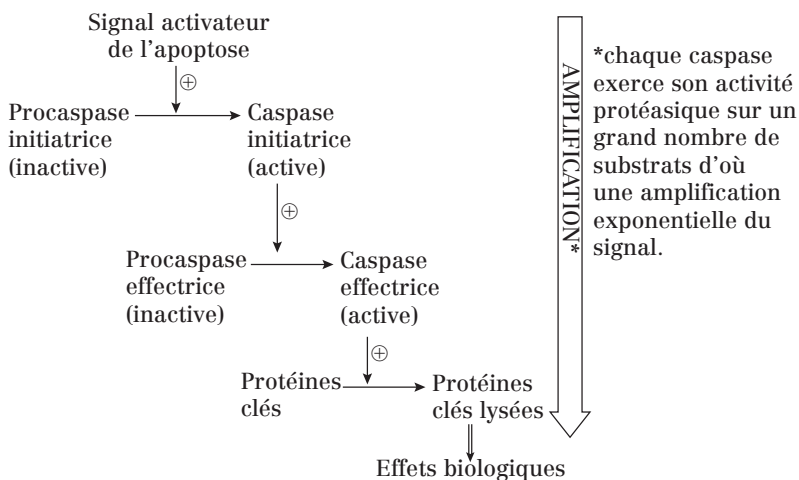 Signal activateur
de l'apoptose
⊕
Procaspase
initiatrice
(inactive)
Caspase
initiatrice
(active)
⊕
Procaspase
effectrice
(inactive)
Caspase
effectrice
(active)
⊕
Protéines
clés
Protéines
clés lysées
Effets biologiques
AMPLIFICATION*
*chaque caspase
exerce son activité
protéasique sur un
grand nombre de
substrats d'où
une amplification
exponentielle du
signal.